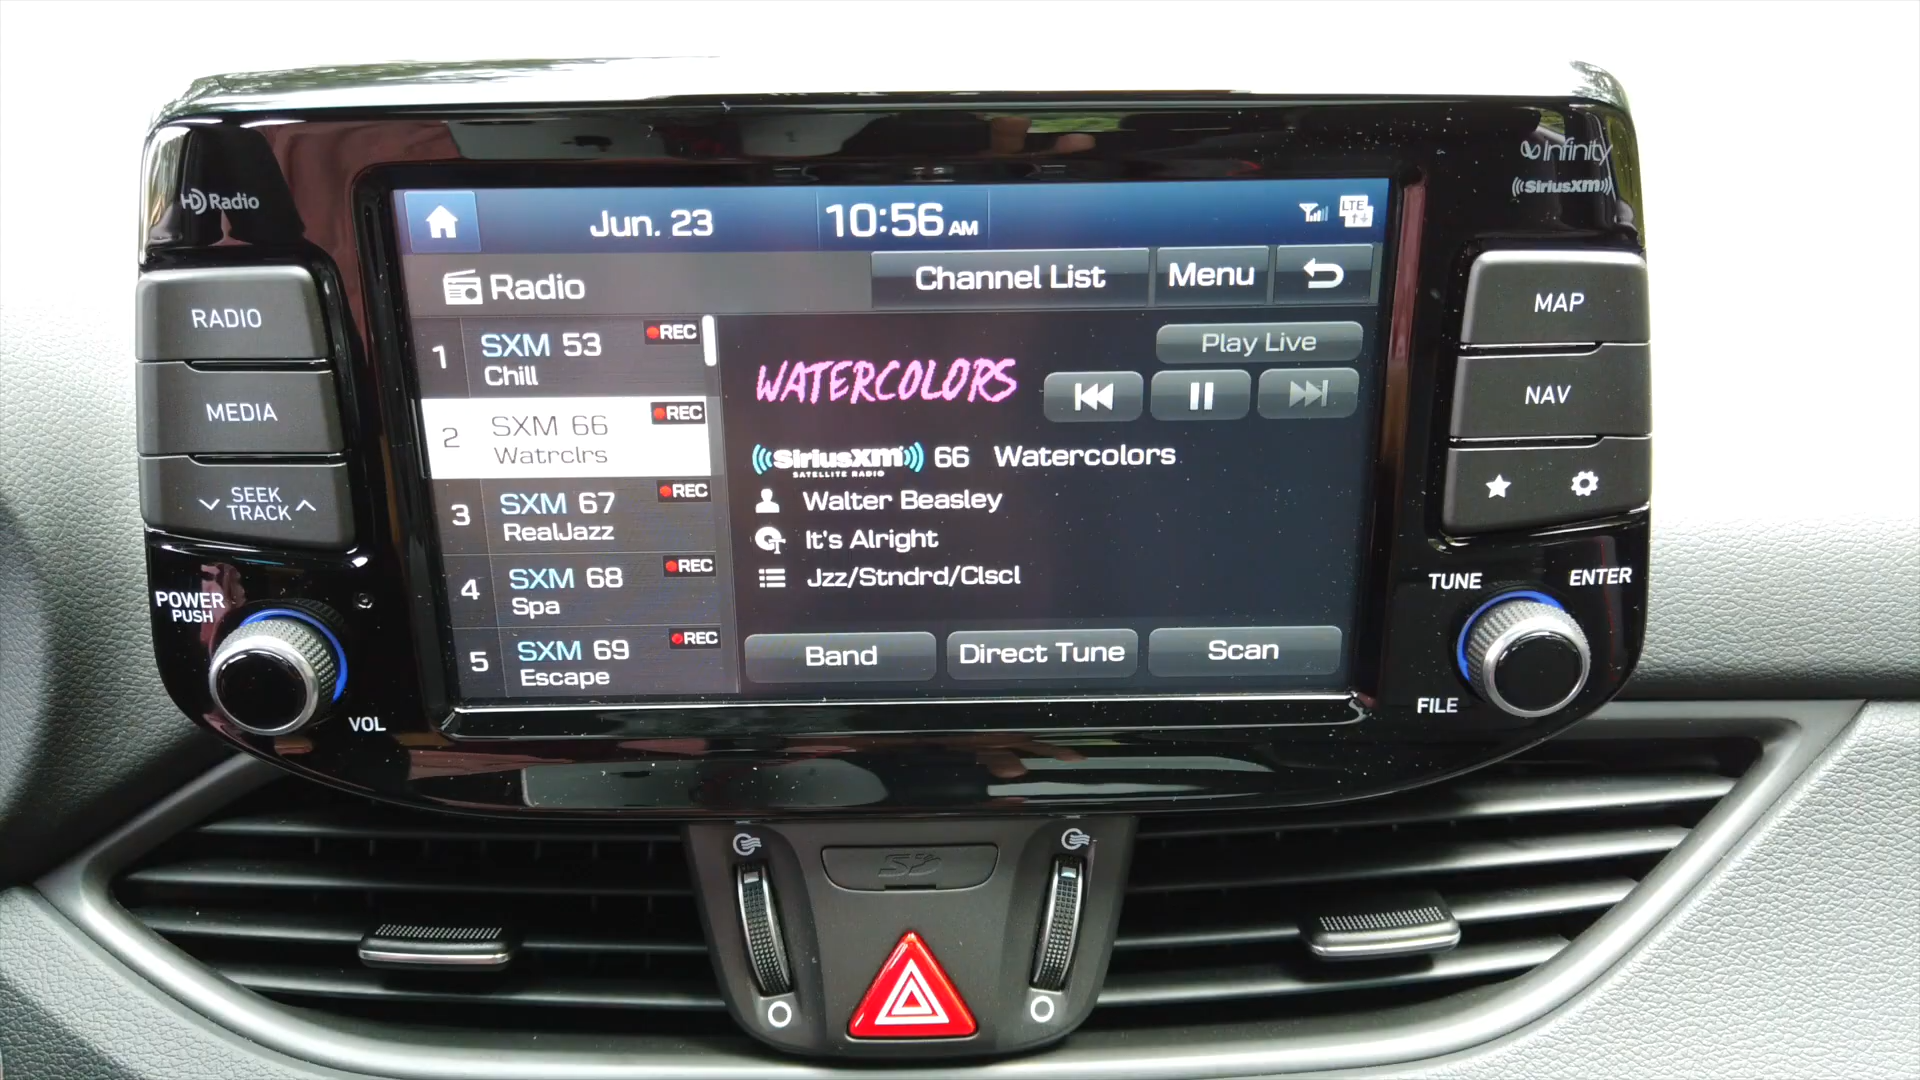 HD Radio
Infinity
((SiriusXM))
RADIO
MEDIA
SEEK
TRACK
POWER
PUSH
VOL
Jun. 23
10:56 AM
LTE
Radio
Channel List
Menu
1
SXM 53
REC
Chill
2
SXM 66
REC
Watrclrs
3
SXM 67
REC
RealJazz
4
SXM 68
REC
Spa
5
SXM 69
REC
Escape
WATERCOLORS
Play Live
((SiriusXM)) 66 Watercolors
SATELLITE RADIO
Walter Beasley
It's Alright
Jzz/Stndrd/Clscl
Band
Direct Tune
Scan
MAP
NAV
TUNE
ENTER
FILE
SD